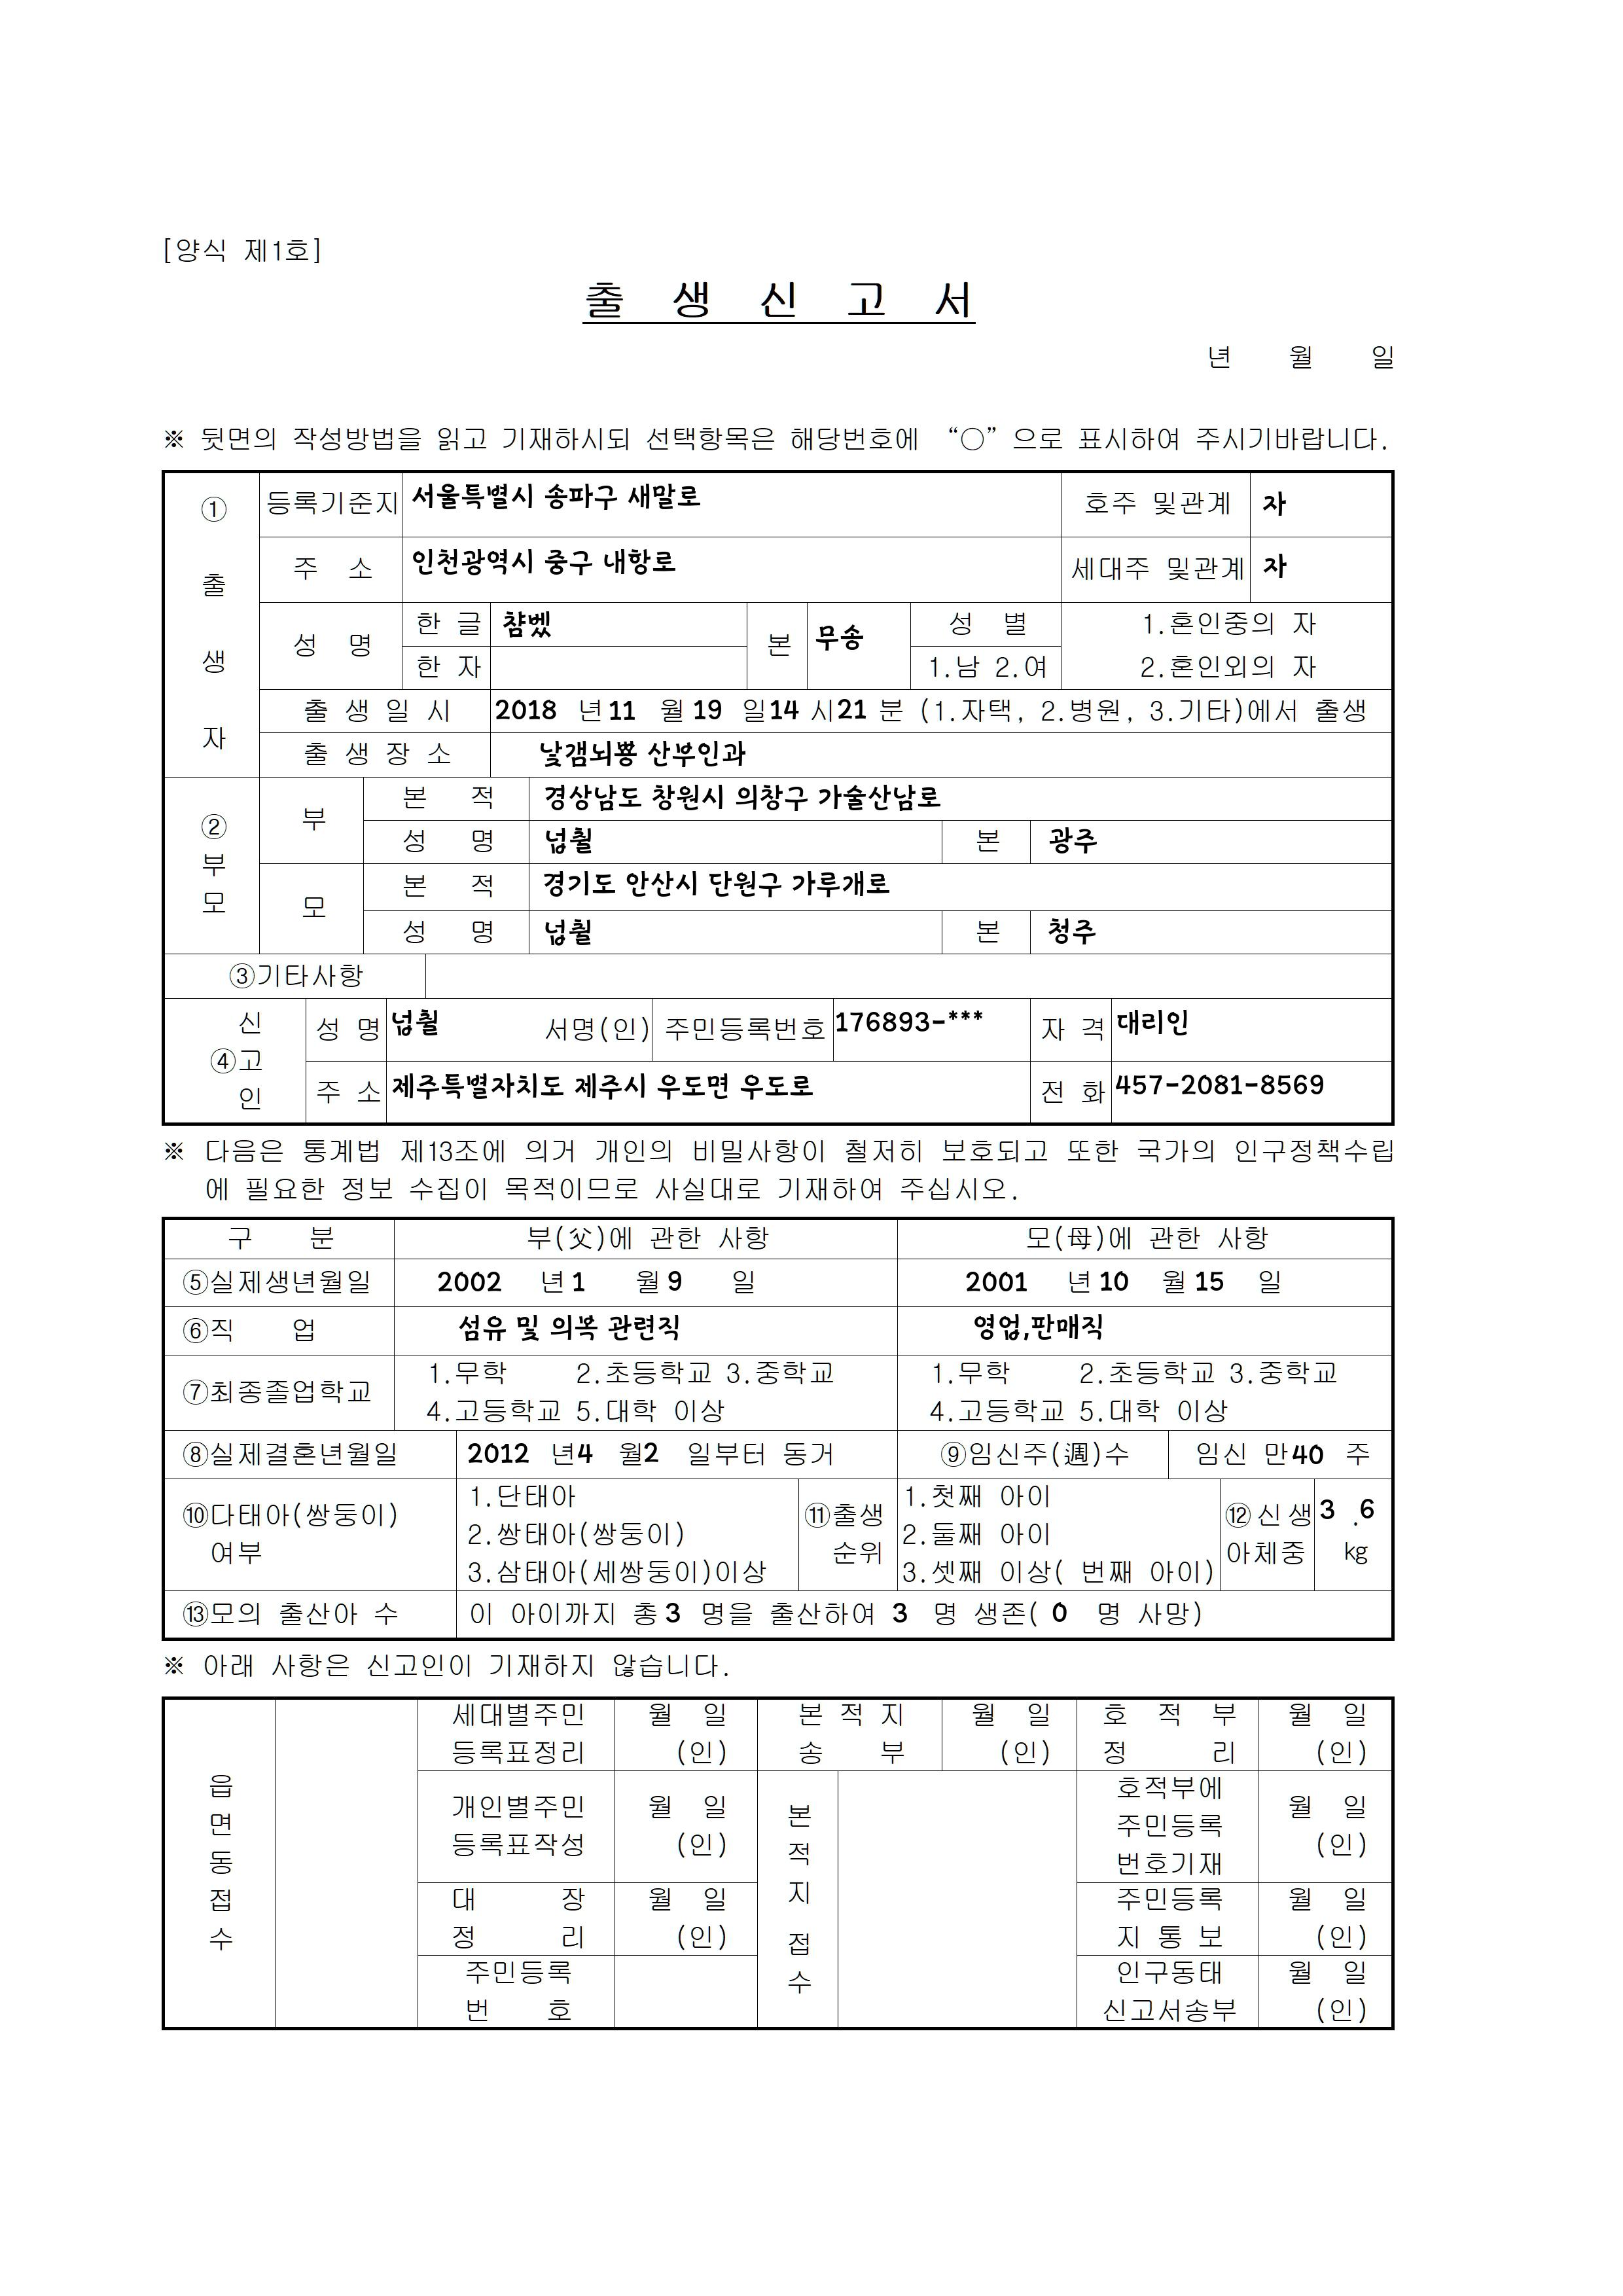 [양식 제1호]
출 생 신 고 서
년 월 일
※ 뒷면의 작성방법을 읽고 기재하시되 선택항목은 해당번호에 “○”으로 표시하여 주시기바랍니다.
① 출 생 자
등록기준지 서울특별시 송파구 새말로 호주 및관계 자
주 소 인천광역시 중구 내항로 세대주 및관계 자
성 명 한 글 챰벴 본 무송 성 별 1.혼인중의 자
한 자 1.남 2.여 2.혼인외의 자
출 생 일 시 2018 년 11 월 19 일 14 시 21 분 (1.자택, 2.병원, 3.기타)에서 출생
출 생 장 소 낯갬뇌뿅 산부인과
② 부 모
부 본 적 경상남도 창원시 의창구 가술산남로
성 명 넙췰 본 광주
모 본 적 경기도 안산시 단원구 가루개로
성 명 넙췰 본 청주
③기타사항
④ 신 고 인
성 명 넙췰 서명(인) 주민등록번호 176893-*** 자 격 대리인
주 소 제주특별자치도 제주시 우도면 우도로 전 화 457-2081-8569
※ 다음은 통계법 제13조에 의거 개인의 비밀사항이 철저히 보호되고 또한 국가의 인구정책수립
에 필요한 정보 수집이 목적이므로 사실대로 기재하여 주십시오.
구 분 부(父)에 관한 사항 모(母)에 관한 사항
⑤실제생년월일 2002 년 1 월 9 일 2001 년 10 월 15 일
⑥직 업 섬유 및 의복 관련직 영업,판매직
⑦최종졸업학교 1.무학 2.초등학교 3.중학교 1.무학 2.초등학교 3.중학교
4.고등학교 5.대학 이상 4.고등학교 5.대학 이상
⑧실제결혼년월일 2012 년 4 월 2 일부터 동거 ⑨임신주(週)수 임신 만 40 주
⑩다태아(쌍둥이) 여부
1.단태아
2.쌍태아(쌍둥이)
3.삼태아(세쌍둥이)이상
⑪출생 순위
1.첫째 아이
2.둘째 아이
3.셋째 이상( 번째 아이)
⑫신생 아체중 3 .6 kg
⑬모의 출산아 수 이 아이까지 총 3 명을 출산하여 3 명 생존( 0 명 사망)
※ 아래 사항은 신고인이 기재하지 않습니다.
읍 면 동 접 수
세대별주민 월 일 본 적 지 월 일 호 적 부 월 일
등록표정리 (인) 송 부 (인) 정 리 (인)
개인별주민 등록표작성 월 일 (인)
본 적 지 접 수
호적부에 주민등록 번호기재 월 일 (인)
대 장 월 일 주민등록 월 일
정 리 (인) 지 통 보 (인)
주민등록 인구동태 월 일
번 호 신고서송부 (인)